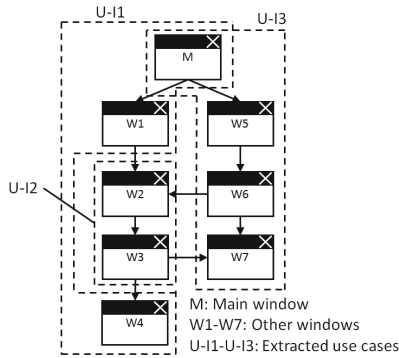 U-I1
U-I3
M
W1
W5
U-I2
W2
W6
W3
W7
W4
M: Main window
W1-W7: Other windows
U-I1-U-I3: Extracted use cases